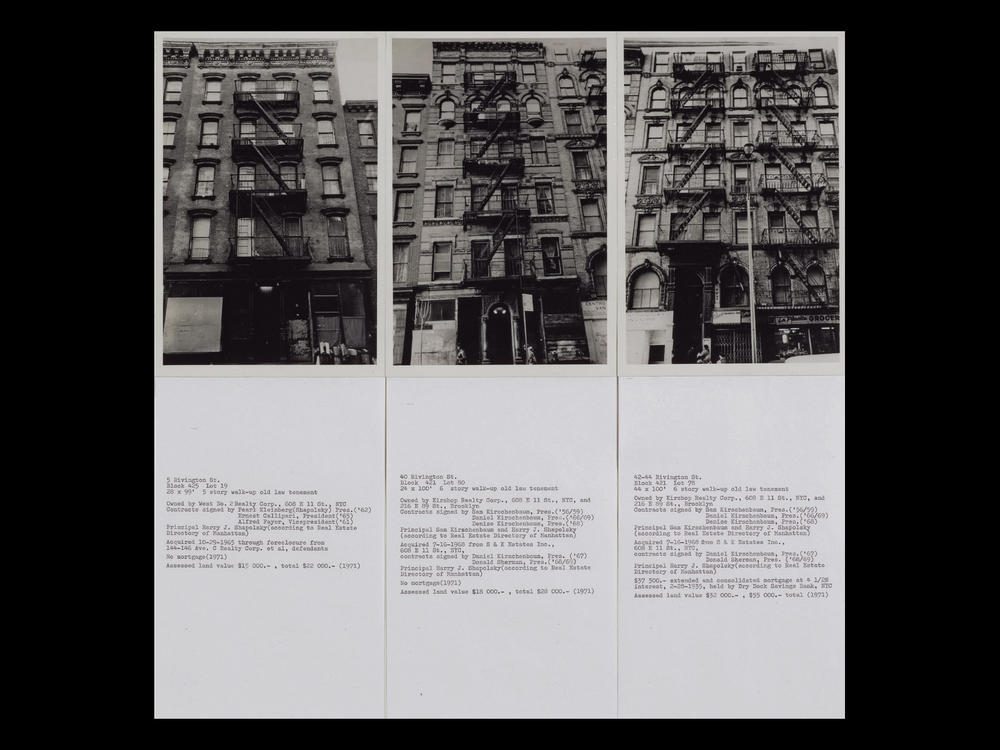 CENTRO
SAN
La Placita GROCER
5 Rivington St.
Block 425 Lot 19
28 x 99' 5 story walk-up old law tenement
Owned by West No. 2 Realty Corp., 608 E 11 St., NYC
Contracts signed by Pearl Kleinberg(Shapolsky) Pres.('62)
Ernest Callipari, President('65)
Alfred Fayer, Vicepresident('61)
Principal Harry J. Shapolsky(according to Real Estate
Directory of Manhattan)
Acquired 10-29-1965 through foreclosure from
144-146 Ave. C Realty Corp. et al, defendants
No mortgage(1971)
Assessed land value $15 000.- , total $22 000.- (1971)
40 Rivington St.
Block 421 Lot 80
24 x 100' 6 story walk-up old law tenement
Owned by Kirshop Realty Corp., 608 E 11 St., NYC, and
216 E 89 St., Brooklyn
Contracts signed by Sam Kirschenbaum, Pres.('56/59)
Daniel Kirschenbaum, Pres.('66/69)
Denise Kirschenbaum, Pres.('68)
Principal Sam Kirschenbaum and Harry J. Shapolsky
(according to Real Estate Directory of Manhattan)
Acquired 7-16-1968 from S & K Estates Inc.,
608 E 11 St., NYC,
contracts signed by Daniel Kirschenbaum, Pres. ('67)
Donald Sherman, Pres.('68/69)
Principal Harry J. Shapolsky(according to Real Estate
Directory of Manhattan)
No mortgage(1971)
Assessed land value $18 000.- , total $28 000.- (1971)
42-44 Rivington St.
Block 421 Lot 78
44 x 100' 6 story walk-up old law tenement
Owned by Kirshop Realty Corp., 608 E 11 St., NYC, and
216 E 89 St., Brooklyn
Contracts signed by Sam Kirschenbaum, Pres.('56/59)
Daniel Kirschenbaum, Pres.('66/69)
Denise Kirschenbaum, Pres.('68)
Principal Sam Kirschenbaum and Harry J. Shapolsky
(according to Real Estate Directory of Manhattan)
Acquired 7-16-1968 from S & K Estates Inc.,
608 E 11 St., NYC,
contracts signed by Daniel Kirschenbaum, Pres.('67)
Donald Sherman, Pres. ('68/69)
Principal Harry J. Shapolsky(according to Real Estate
Directory of Manhattan)
$37 500.- extended and consolidated mortgage at 4 1/2%
interest, 2-28-1935, held by Dry Dock Savings Bank, NYC
Assessed land value $32 000.- , $55 000.- total (1971)